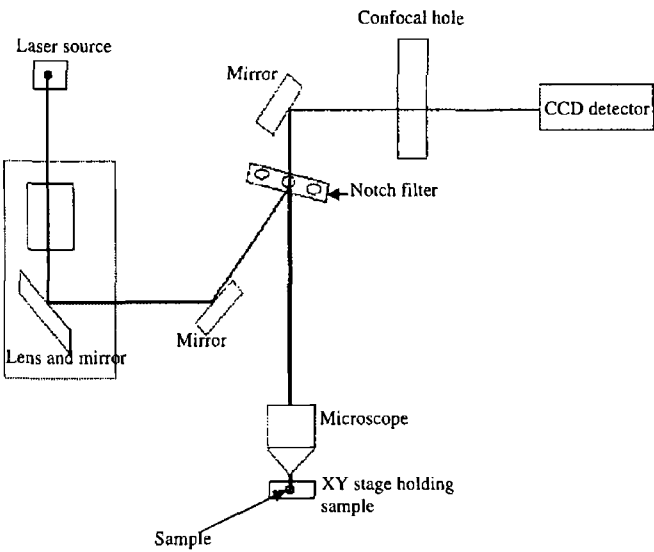 Confocal hole
Laser source
Mirror
CCD detector
Notch filter
Mirror
Lens and mirror
Microscope
XY stage holding
sample
Sample